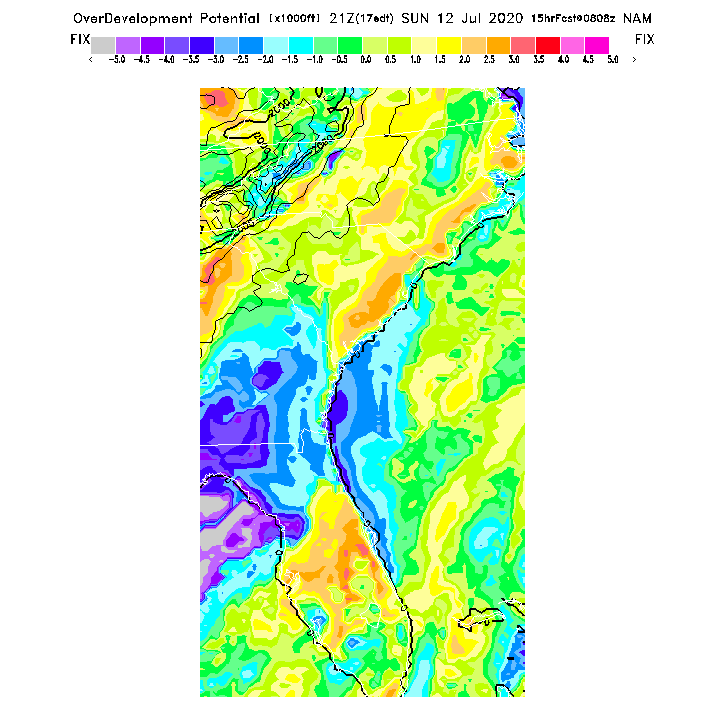 OverDevelopment Potential [x1000ft] 21Z(17edt) SUN 12 Jul 2020 15hrFcst@0808z NAM
FIX FIX
< -5.0 -4.5 -4.0 -3.5 -3.0 -2.5 -2.0 -1.5 -1.0 -0.5 0.0 0.5 1.0 1.5 2.0 2.5 3.0 3.5 4.0 4.5 5.0 >
2000
2000